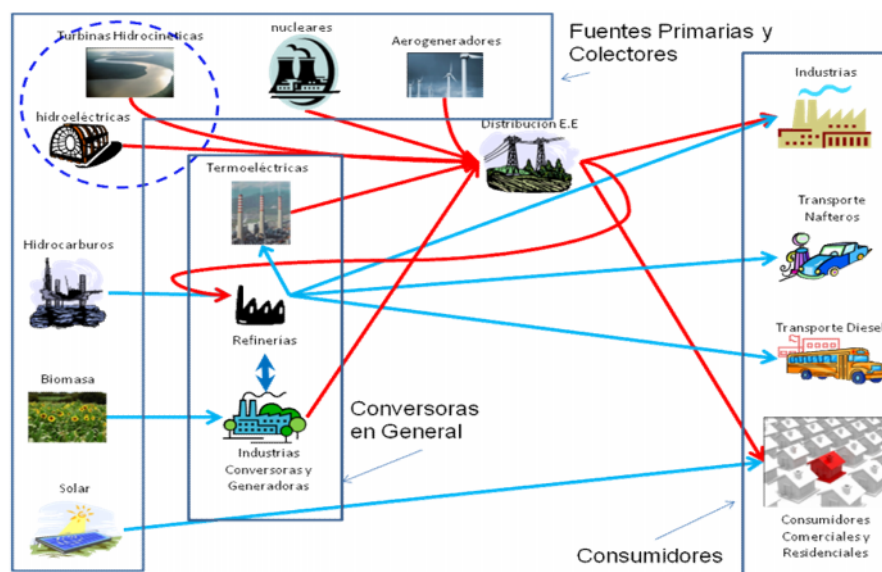 Turbinas Hidrocinéticas
nucleares
Aerogeneradores
Fuentes Primarias y
Colectores
Industrias
hidroeléctricas
Distribución E.E
Termoeléctricas
Transporte
Nafteros
Hidrocarburos
Refinerias
Transporte Diesel
Biomasa
Conversoras
en General
Industrias
Conversoras y
Generadoras
Solar
Consumidores
Consumidores
Comerciales y
Residenciales